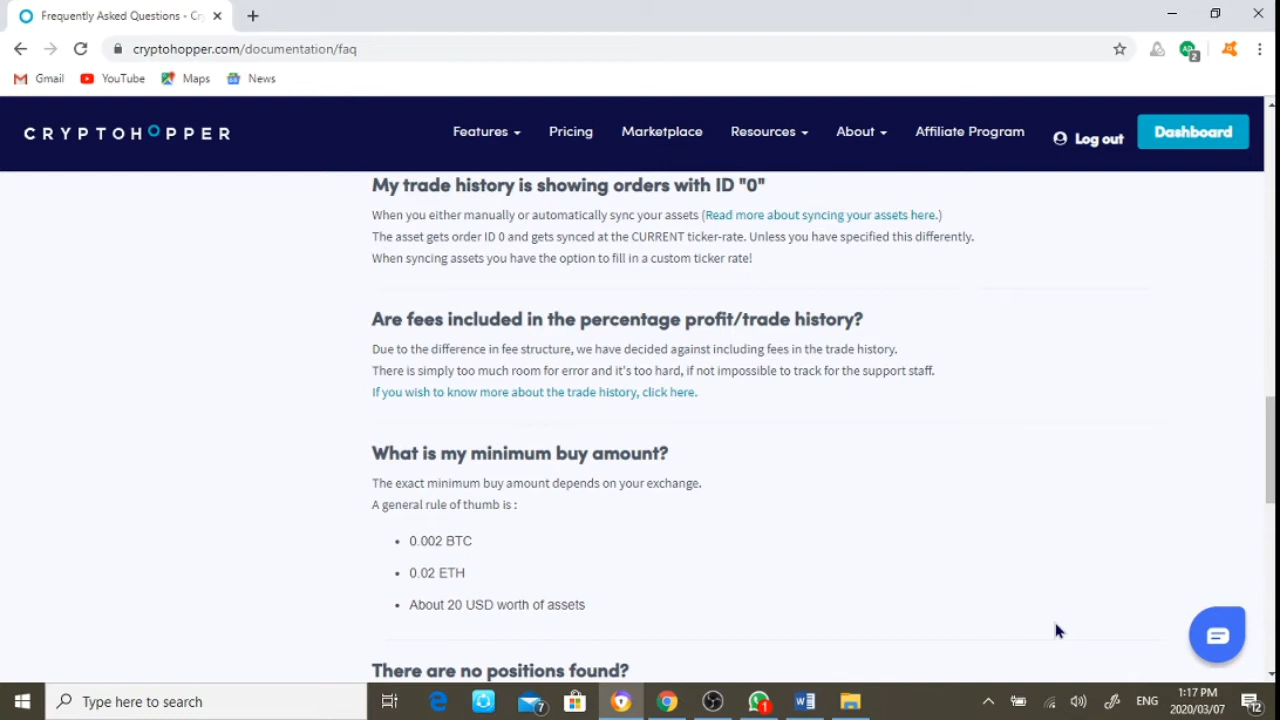 Frequently Asked Questions - Cr
cryptohopper.com/documentation/faq
2
Gmail
YouTube
Maps
News
CRYPTOHOPPER
Features
Pricing
Marketplace
Resources
About
Affiliate Program
Log out
Dashboard
My trade history is showing orders with ID "0"
When you either manually or automatically sync your assets (Read more about syncing your assets here.)
The asset gets order ID 0 and gets synced at the CURRENT ticker-rate. Unless you have specified this differently.
When syncing assets you have the option to fill in a custom ticker rate!
Are fees included in the percentage profit/trade history?
Due to the difference in fee structure, we have decided against including fees in the trade history.
There is simply too much room for error and it's too hard, if not impossible to track for the support staff.
If you wish to know more about the trade history, click here.
What is my minimum buy amount?
The exact minimum buy amount depends on your exchange.
A general rule of thumb is :
• 0.002 BTC
• 0.02 ETH
• About 20 USD worth of assets
There are no positions found?
Type here to search
7
1
ENG
1:17 PM
2020/03/07
12